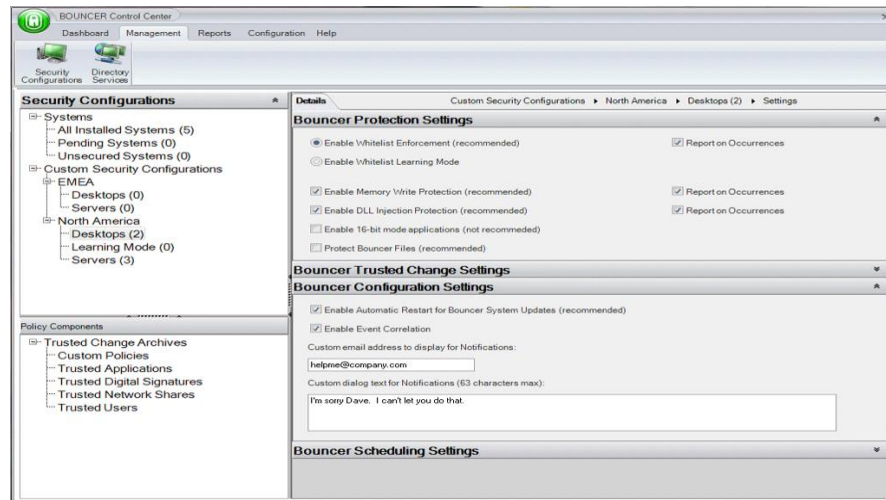 BOUNCER Control Center
Dashboard Management Reports Configuration Help
Security Configurations
Directory Services
Security Configurations
Systems
All Installed Systems (5)
Pending Systems (0)
Unsecured Systems (0)
Custom Security Configurations
EMEA
Desktops (0)
Servers (0)
North America
Desktops (2)
Learning Mode (0)
Servers (3)
Policy Components
Trusted Change Archives
Custom Policies
Trusted Applications
Trusted Digital Signatures
Trusted Network Shares
Trusted Users
Details
Custom Security Configurations North America Desktops (2) Settings
Bouncer Protection Settings
Enable Whitelist Enforcement (recommended) Report on Occurrences
Enable Whitelist Learning Mode
Enable Memory Write Protection (recommended) Report on Occurrences
Enable DLL Injection Protection (recommended) Report on Occurrences
Enable 16-bit mode applications (not recommeded)
Protect Bouncer Files (recommended)
Bouncer Trusted Change Settings
Bouncer Configuration Settings
Enable Automatic Restart for Bouncer System Updates (recommended)
Enable Event Correlation
Custom email address to display for Notifications:
helpme@company.com
Custom dialog text for Notifications (63 characters max):
I'm sorry Dave. I can't let you do that.
Bouncer Scheduling Settings